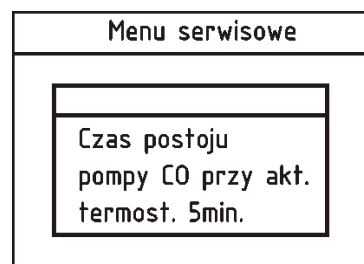 Menu serwisowe
Czas postoju
pompy CO przy akt.
termost. 5min.